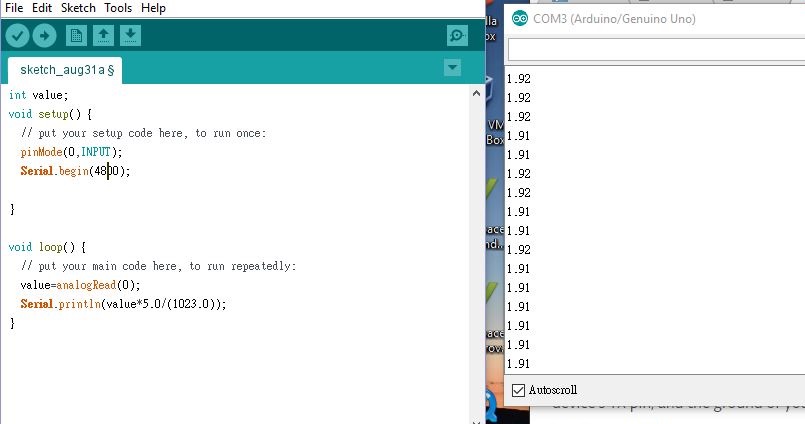 File Edit Sketch Tools Help
sketch_aug31a §
int value;
void setup() {
// put your setup code here, to run once:
pinMode(0,INPUT);
Serial.begin(4800);
}
void loop() {
// put your main code here, to run repeatedly:
value=analogRead(0);
Serial.println(value*5.0/(1023.0));
}
VM
Box
COM3 (Arduino/Genuino Uno)
1.92
1.92
1.92
1.91
1.91
1.92
1.92
1.91
1.91
1.92
1.91
1.91
1.91
1.91
1.91
1.91
Autoscroll